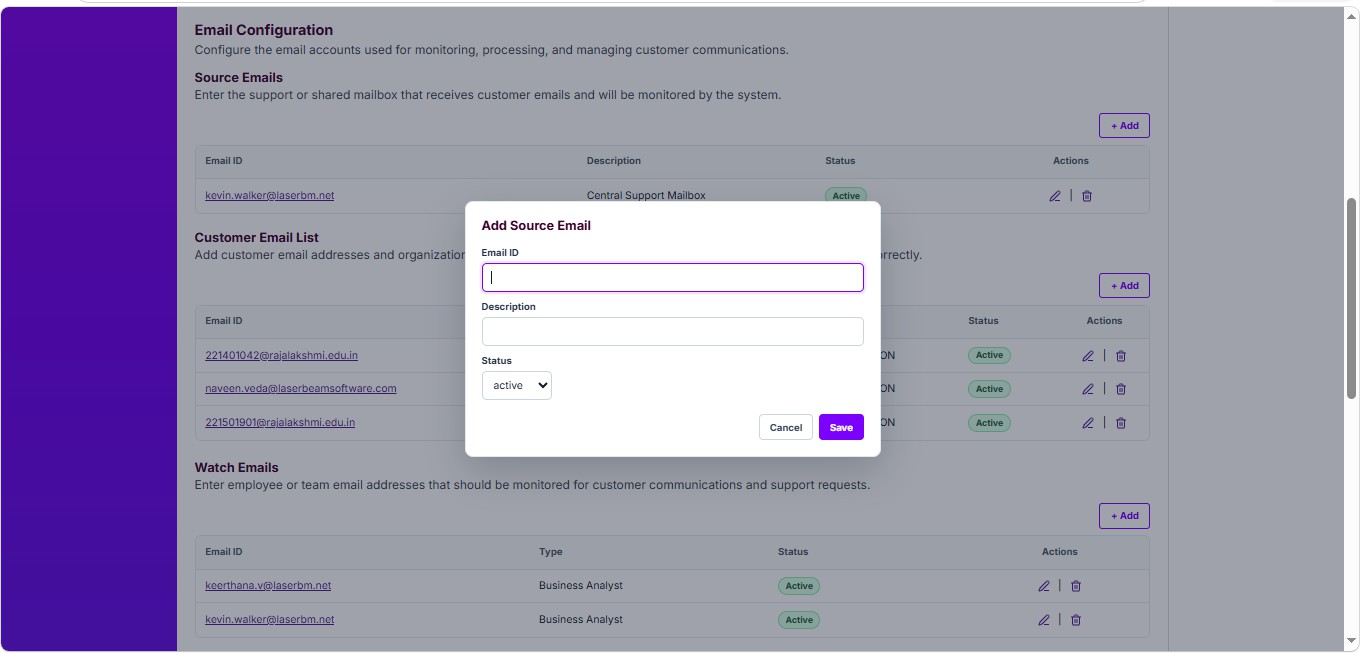 Email Configuration
Configure the email accounts used for monitoring, processing, and managing customer communications.
Source Emails
Enter the support or shared mailbox that receives customer emails and will be monitored by the system.
+ Add
Email ID Description Status Actions
kevin.walker@laserbm.net Central Support Mailbox Active
Add Source Email
Email ID
Description
Status
active
Cancel Save
Customer Email List
Add customer email addresses and
+ Add
Email ID Status Actions
221401042@rajalakshmi.edu.in ON Active
naveen.veda@laserbeamsoftware.com ON Active
221501901@rajalakshmi.edu.in ON Active
Watch Emails
Enter employee or team email addresses that should be monitored for customer communications and support requests.
+ Add
Email ID Type Status Actions
keerthana.v@laserbm.net Business Analyst Active
kevin.walker@laserbm.net Business Analyst Active